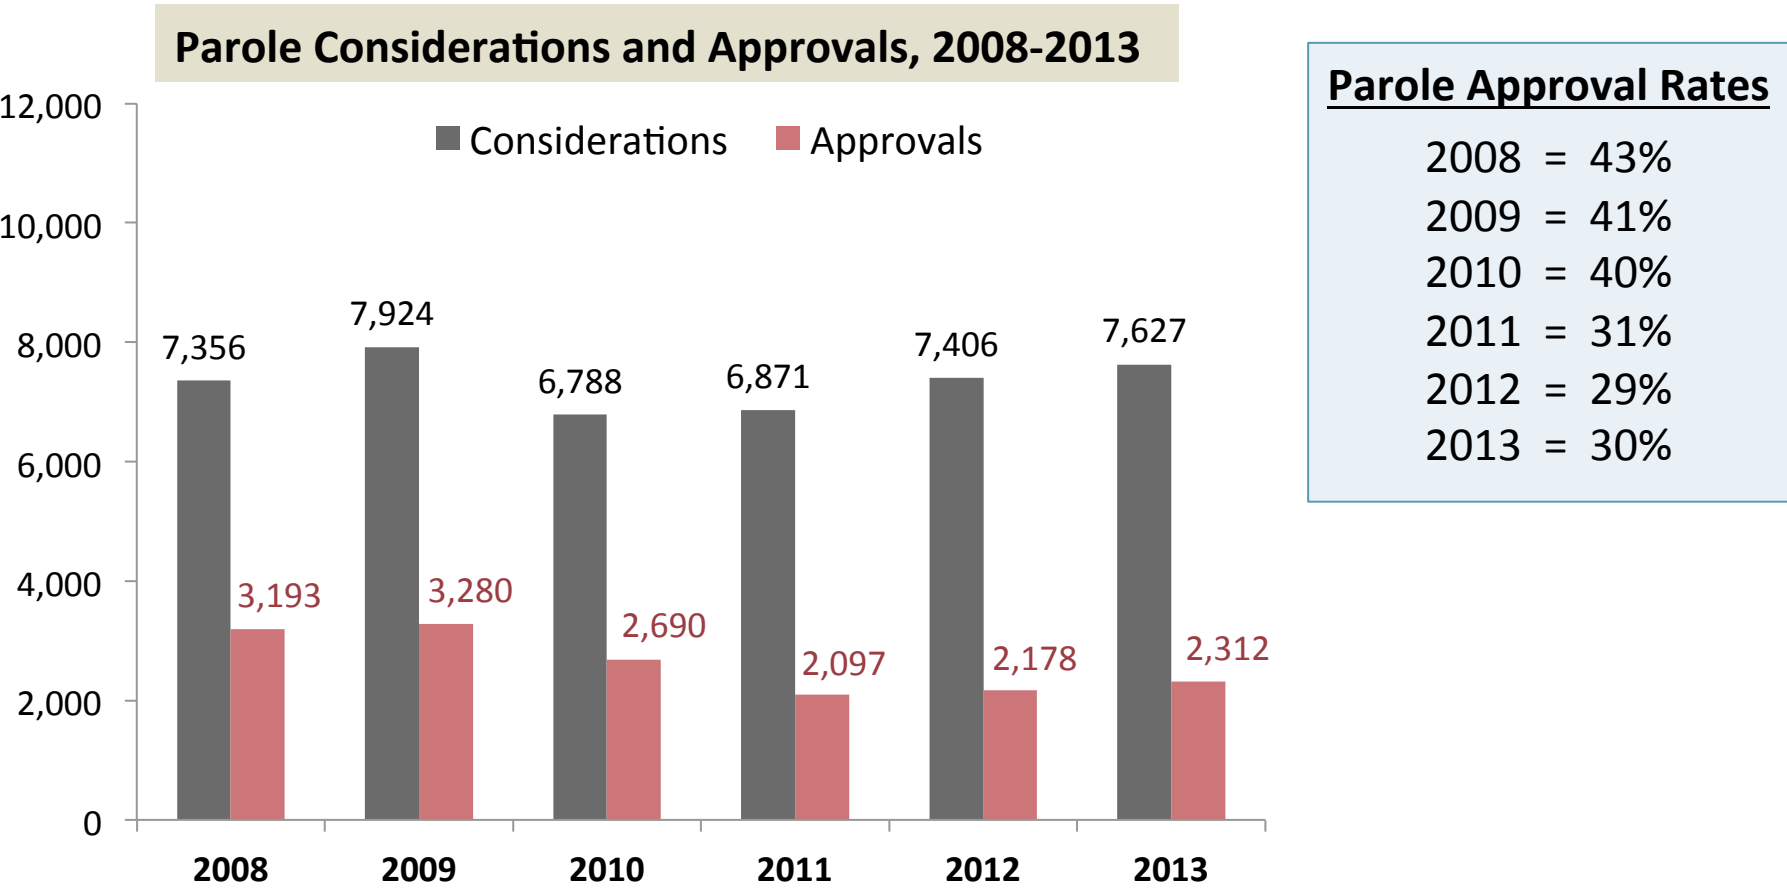 Parole Considerations and Approvals, 2008-2013
Considerations Approvals
12,000
10,000
8,000
6,000
4,000
2,000
0
7,356
3,193
7,924
3,280
6,788
2,690
6,871
2,097
7,406
2,178
7,627
2,312
2008 2009 2010 2011 2012 2013
Parole Approval Rates
2008 = 43%
2009 = 41%
2010 = 40%
2011 = 31%
2012 = 29%
2013 = 30%